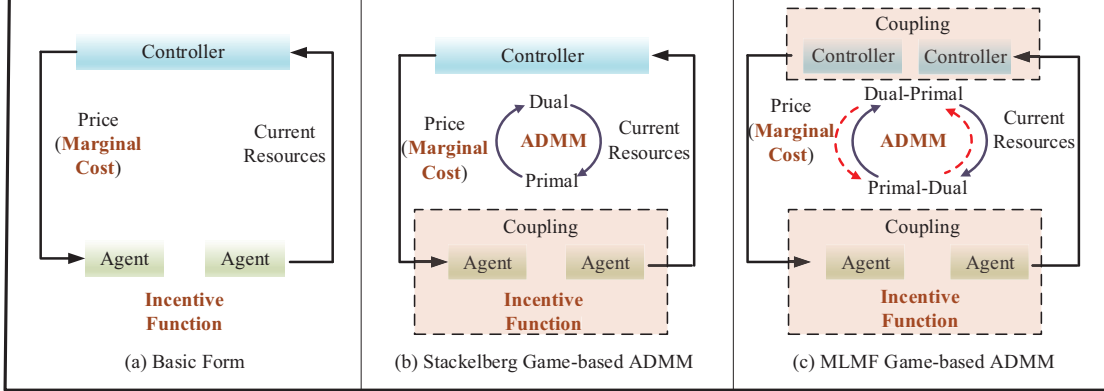 Controller
Price
(Marginal
Cost)
Current
Resources
Agent
Agent
Incentive
Function
(a) Basic Form
Controller
Price
(Marginal
Cost)
Dual
ADMM
Primal
Current
Resources
Coupling
Agent
Agent
Incentive
Function
(b) Stackelberg Game-based ADMM
Coupling
Controller
Controller
Price
(Marginal
Cost)
Dual-Primal
ADMM
Primal-Dual
Current
Resources
Coupling
Agent
Agent
Incentive
Function
(c) MLMF Game-based ADMM